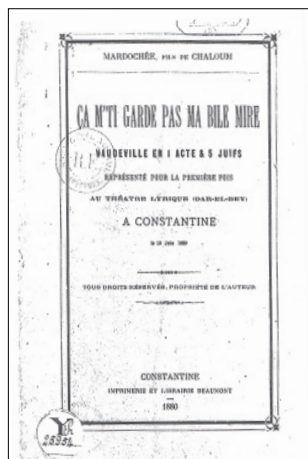 MARDOCHÉE, FILS DE CHALOUM
ÇA M'TI GARDE PAS MA BILE MIRE
VAUDEVILLE EN 1 ACTE & 5 JUIFS
REPRÉSENTÉ POUR LA PREMIÈRE FOIS
AU THÉATRE LYRIQUE (DAR-EL-BEY)
A CONSTANTINE
TOUS DROITS RÉSERVÉS, PROPRIÉTÉ DE L'AUTEUR
CONSTANTINE
IMPRIMERIE ET LIBRAIRIE BEAUMONT
1880